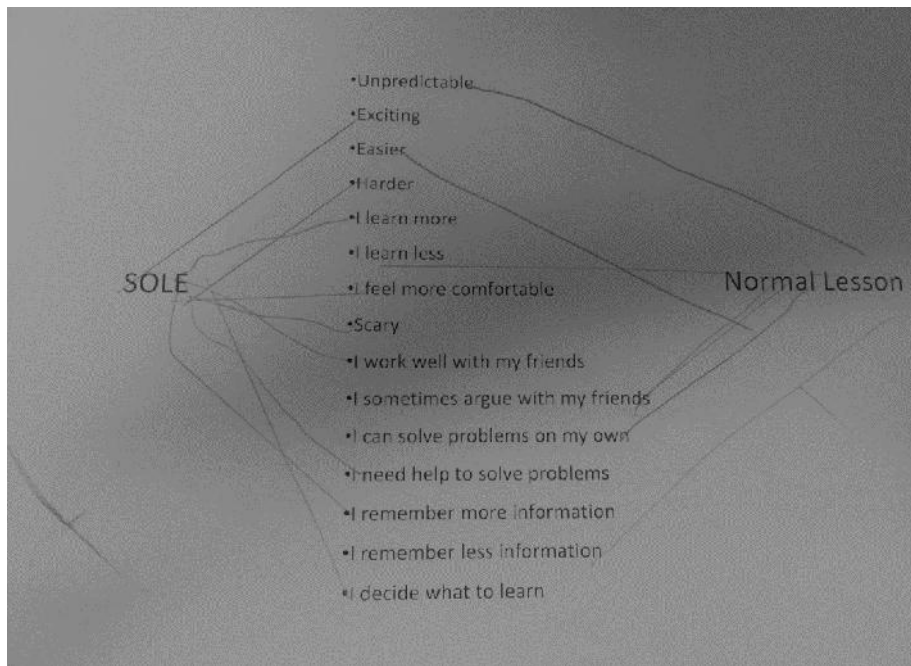 •Unpredictable
•Exciting
•Easier
•Harder
•I learn more
•I learn less
SOLE
Normal Lesson
•I feel more comfortable
•Scary
•I work well with my friends
•I sometimes argue with my friends
•I can solve problems on my own
•I need help to solve problems
•I remember more information
•I remember less information
•I decide what to learn